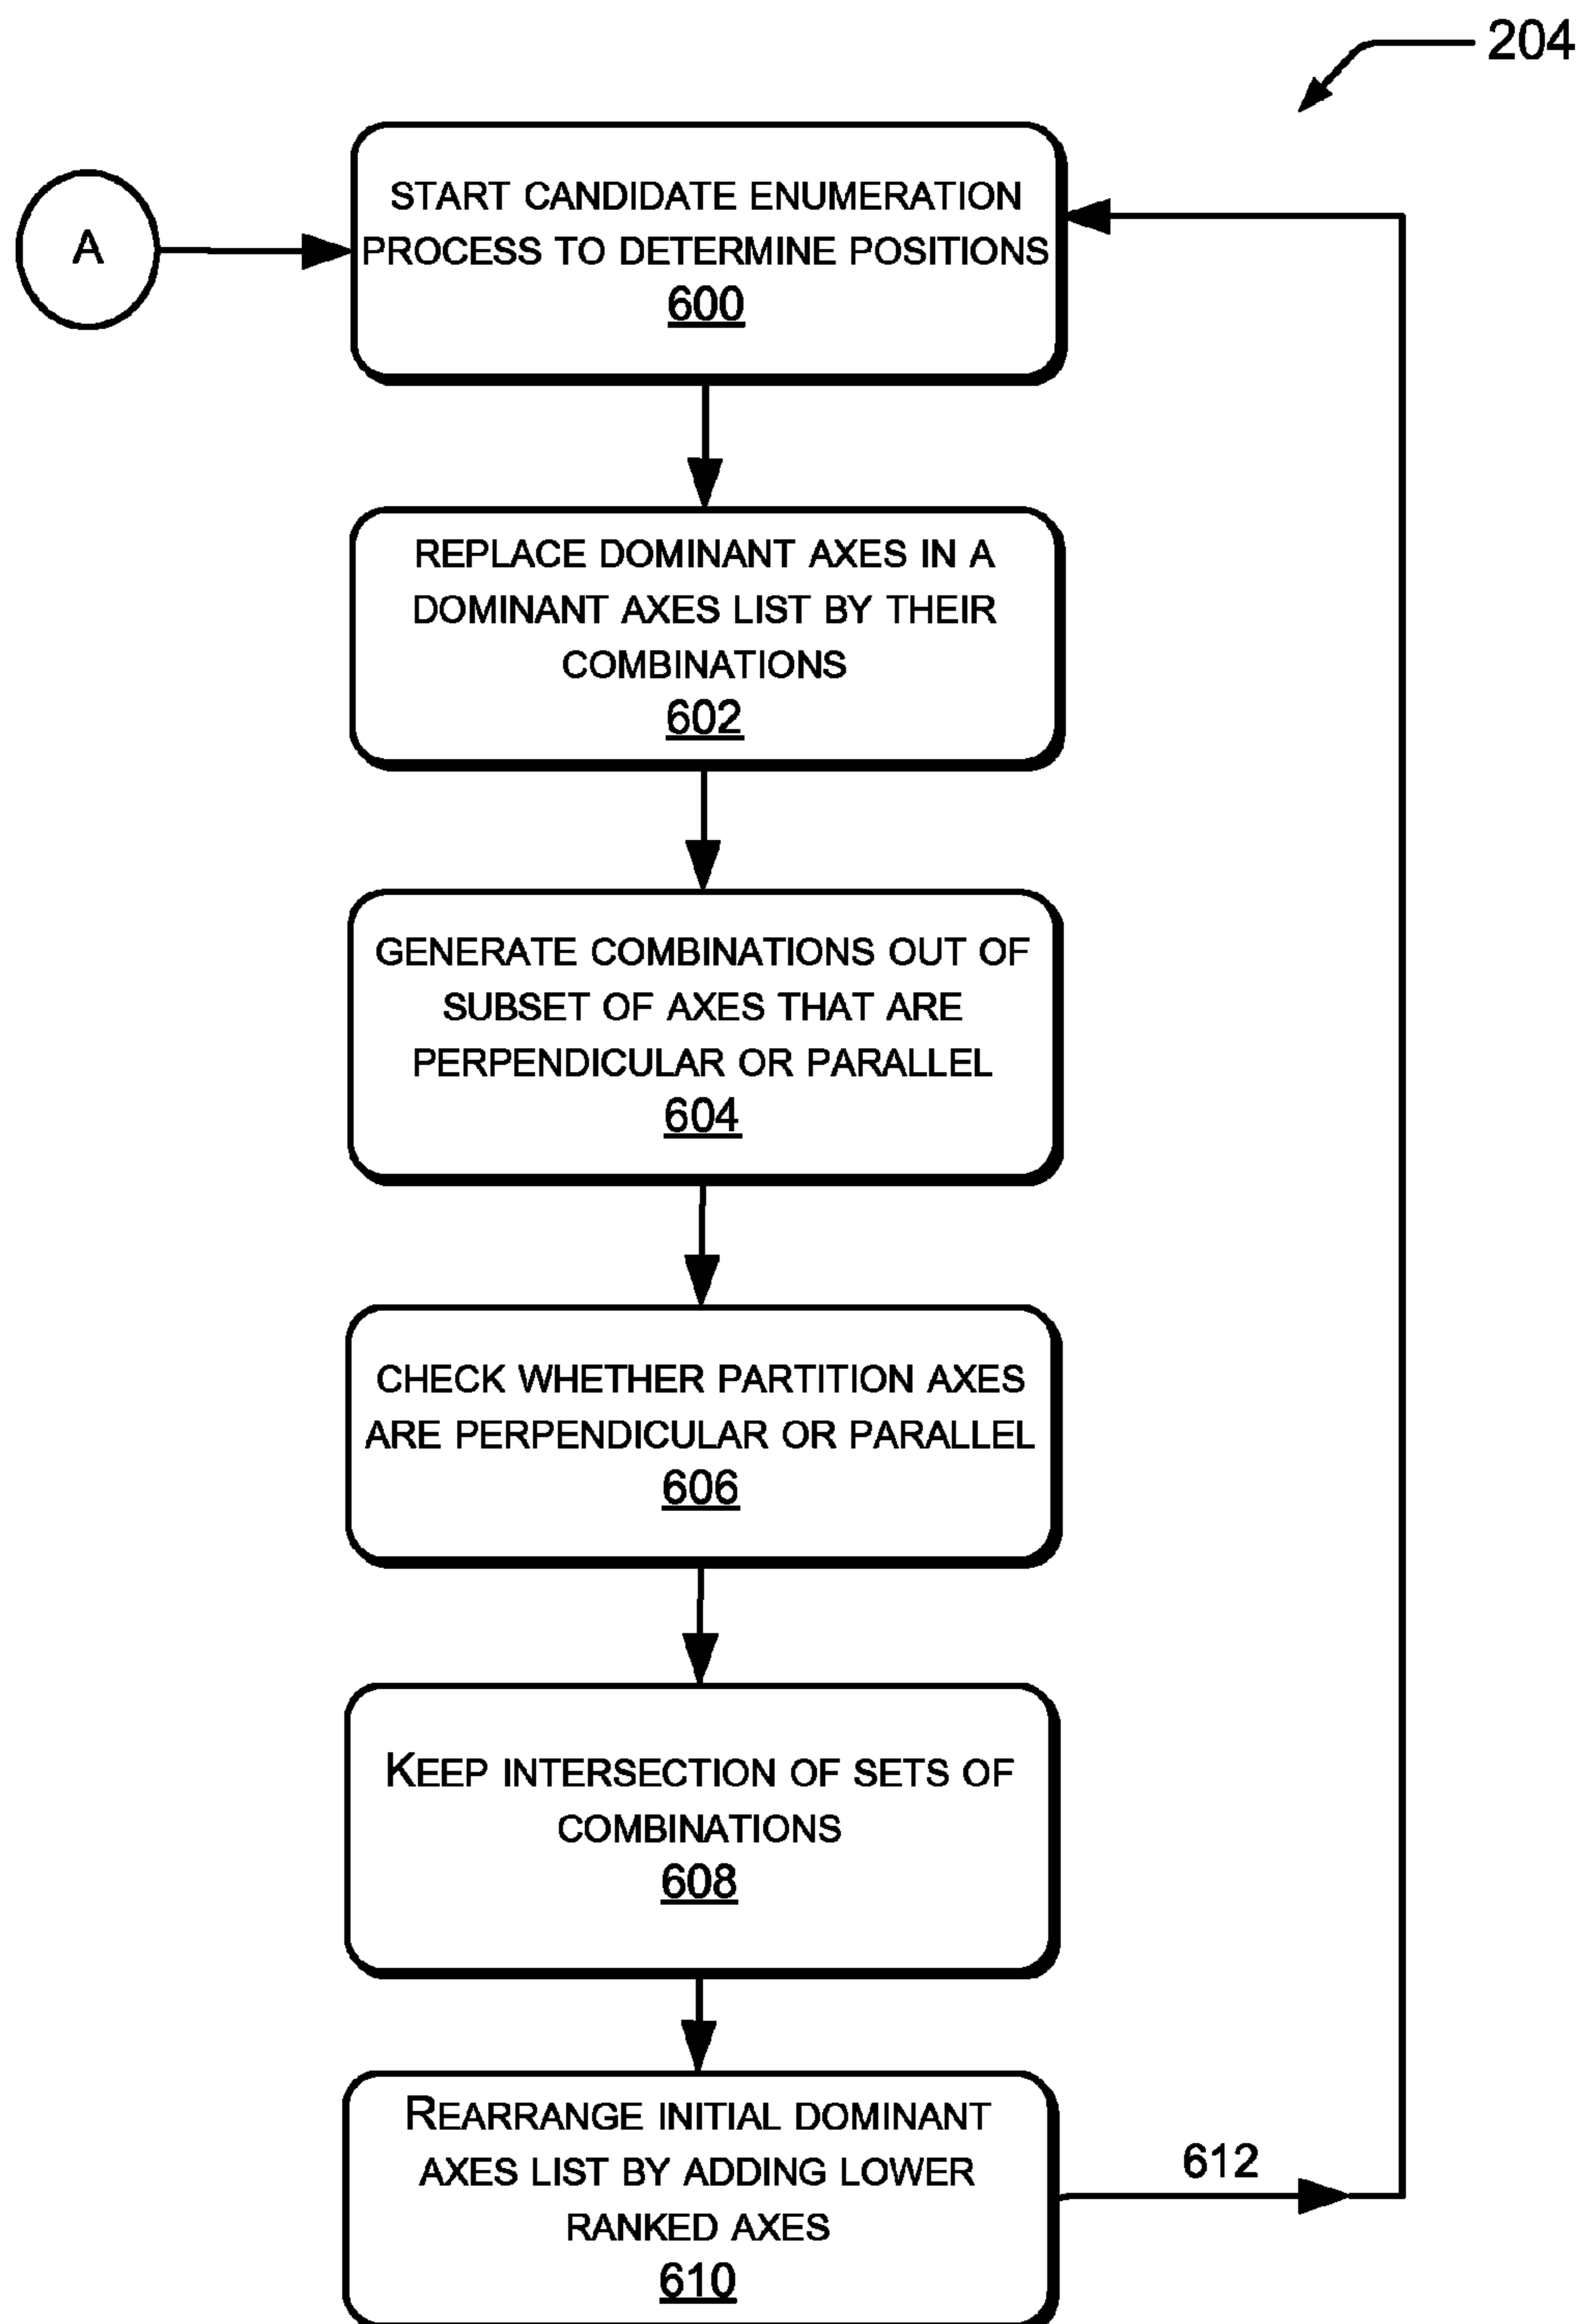 204
A
START CANDIDATE ENUMERATION
PROCESS TO DETERMINE POSITIONS
600
REPLACE DOMINANT AXES IN A
DOMINANT AXES LIST BY THEIR
COMBINATIONS
602
GENERATE COMBINATIONS OUT OF
SUBSET OF AXES THAT ARE
PERPENDICULAR OR PARALLEL
604
CHECK WHETHER PARTITION AXES
ARE PERPENDICULAR OR PARALLEL
606
KEEP INTERSECTION OF SETS OF
COMBINATIONS
608
REARRANGE INITIAL DOMINANT
AXES LIST BY ADDING LOWER
RANKED AXES
610
612